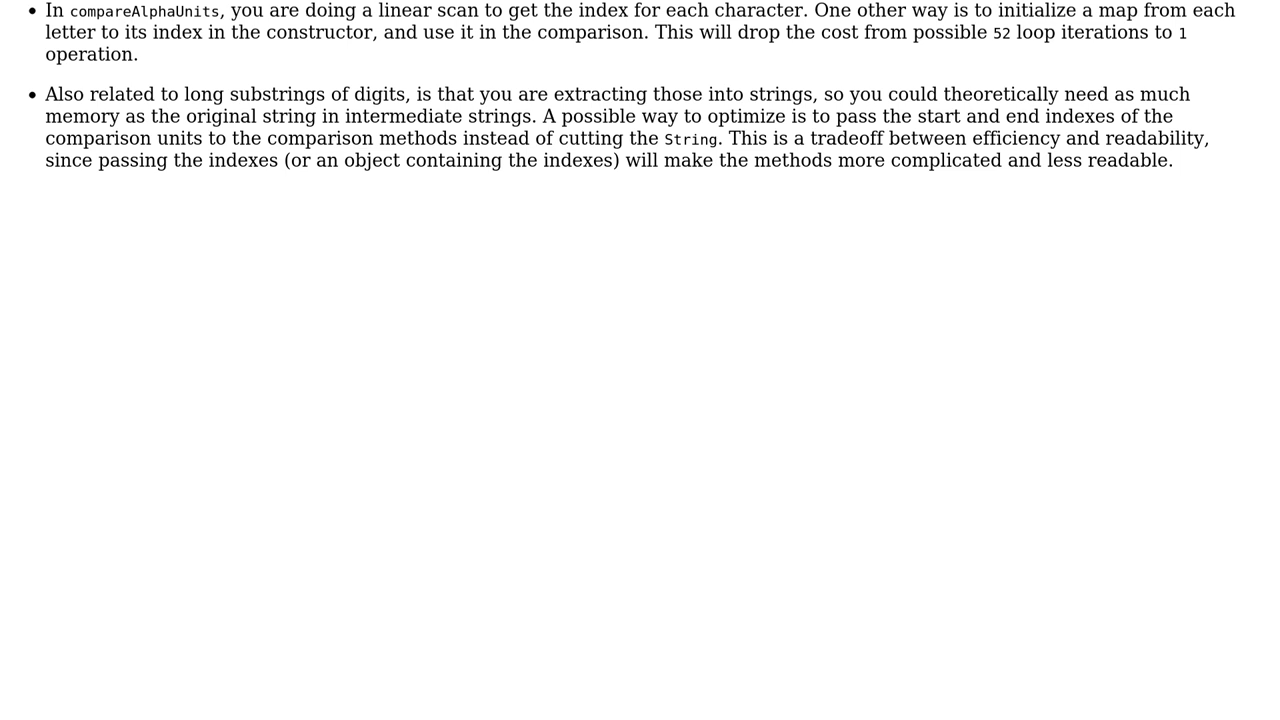 • In compareAlphaUnits, you are doing a linear scan to get the index for each character. One other way is to initialize a map from each
letter to its index in the constructor, and use it in the comparison. This will drop the cost from possible 52 loop iterations to 1
operation.
• Also related to long substrings of digits, is that you are extracting those into strings, so you could theoretically need as much
memory as the original string in intermediate strings. A possible way to optimize is to pass the start and end indexes of the
comparison units to the comparison methods instead of cutting the String. This is a tradeoff between efficiency and readability,
since passing the indexes (or an object containing the indexes) will make the methods more complicated and less readable.